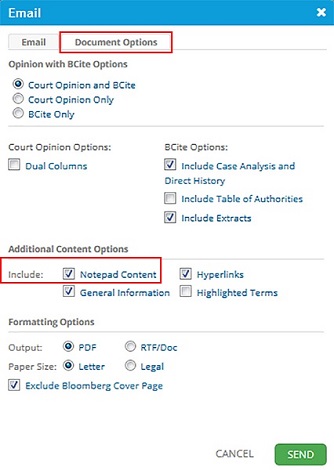 Email
Email Document Options
Opinion with BCite Options
Court Opinion and BCite
Court Opinion Only
BCite Only
Court Opinion Options: BCite Options:
Dual Columns Include Case Analysis and
Direct History
Include Table of Authorities
Include Extracts
Additional Content Options
Include: Notepad Content Hyperlinks
General Information Highlighted Terms
Formatting Options
Output: PDF RTF/Doc
Paper Size: Letter Legal
Exclude Bloomberg Cover Page
CANCEL SEND